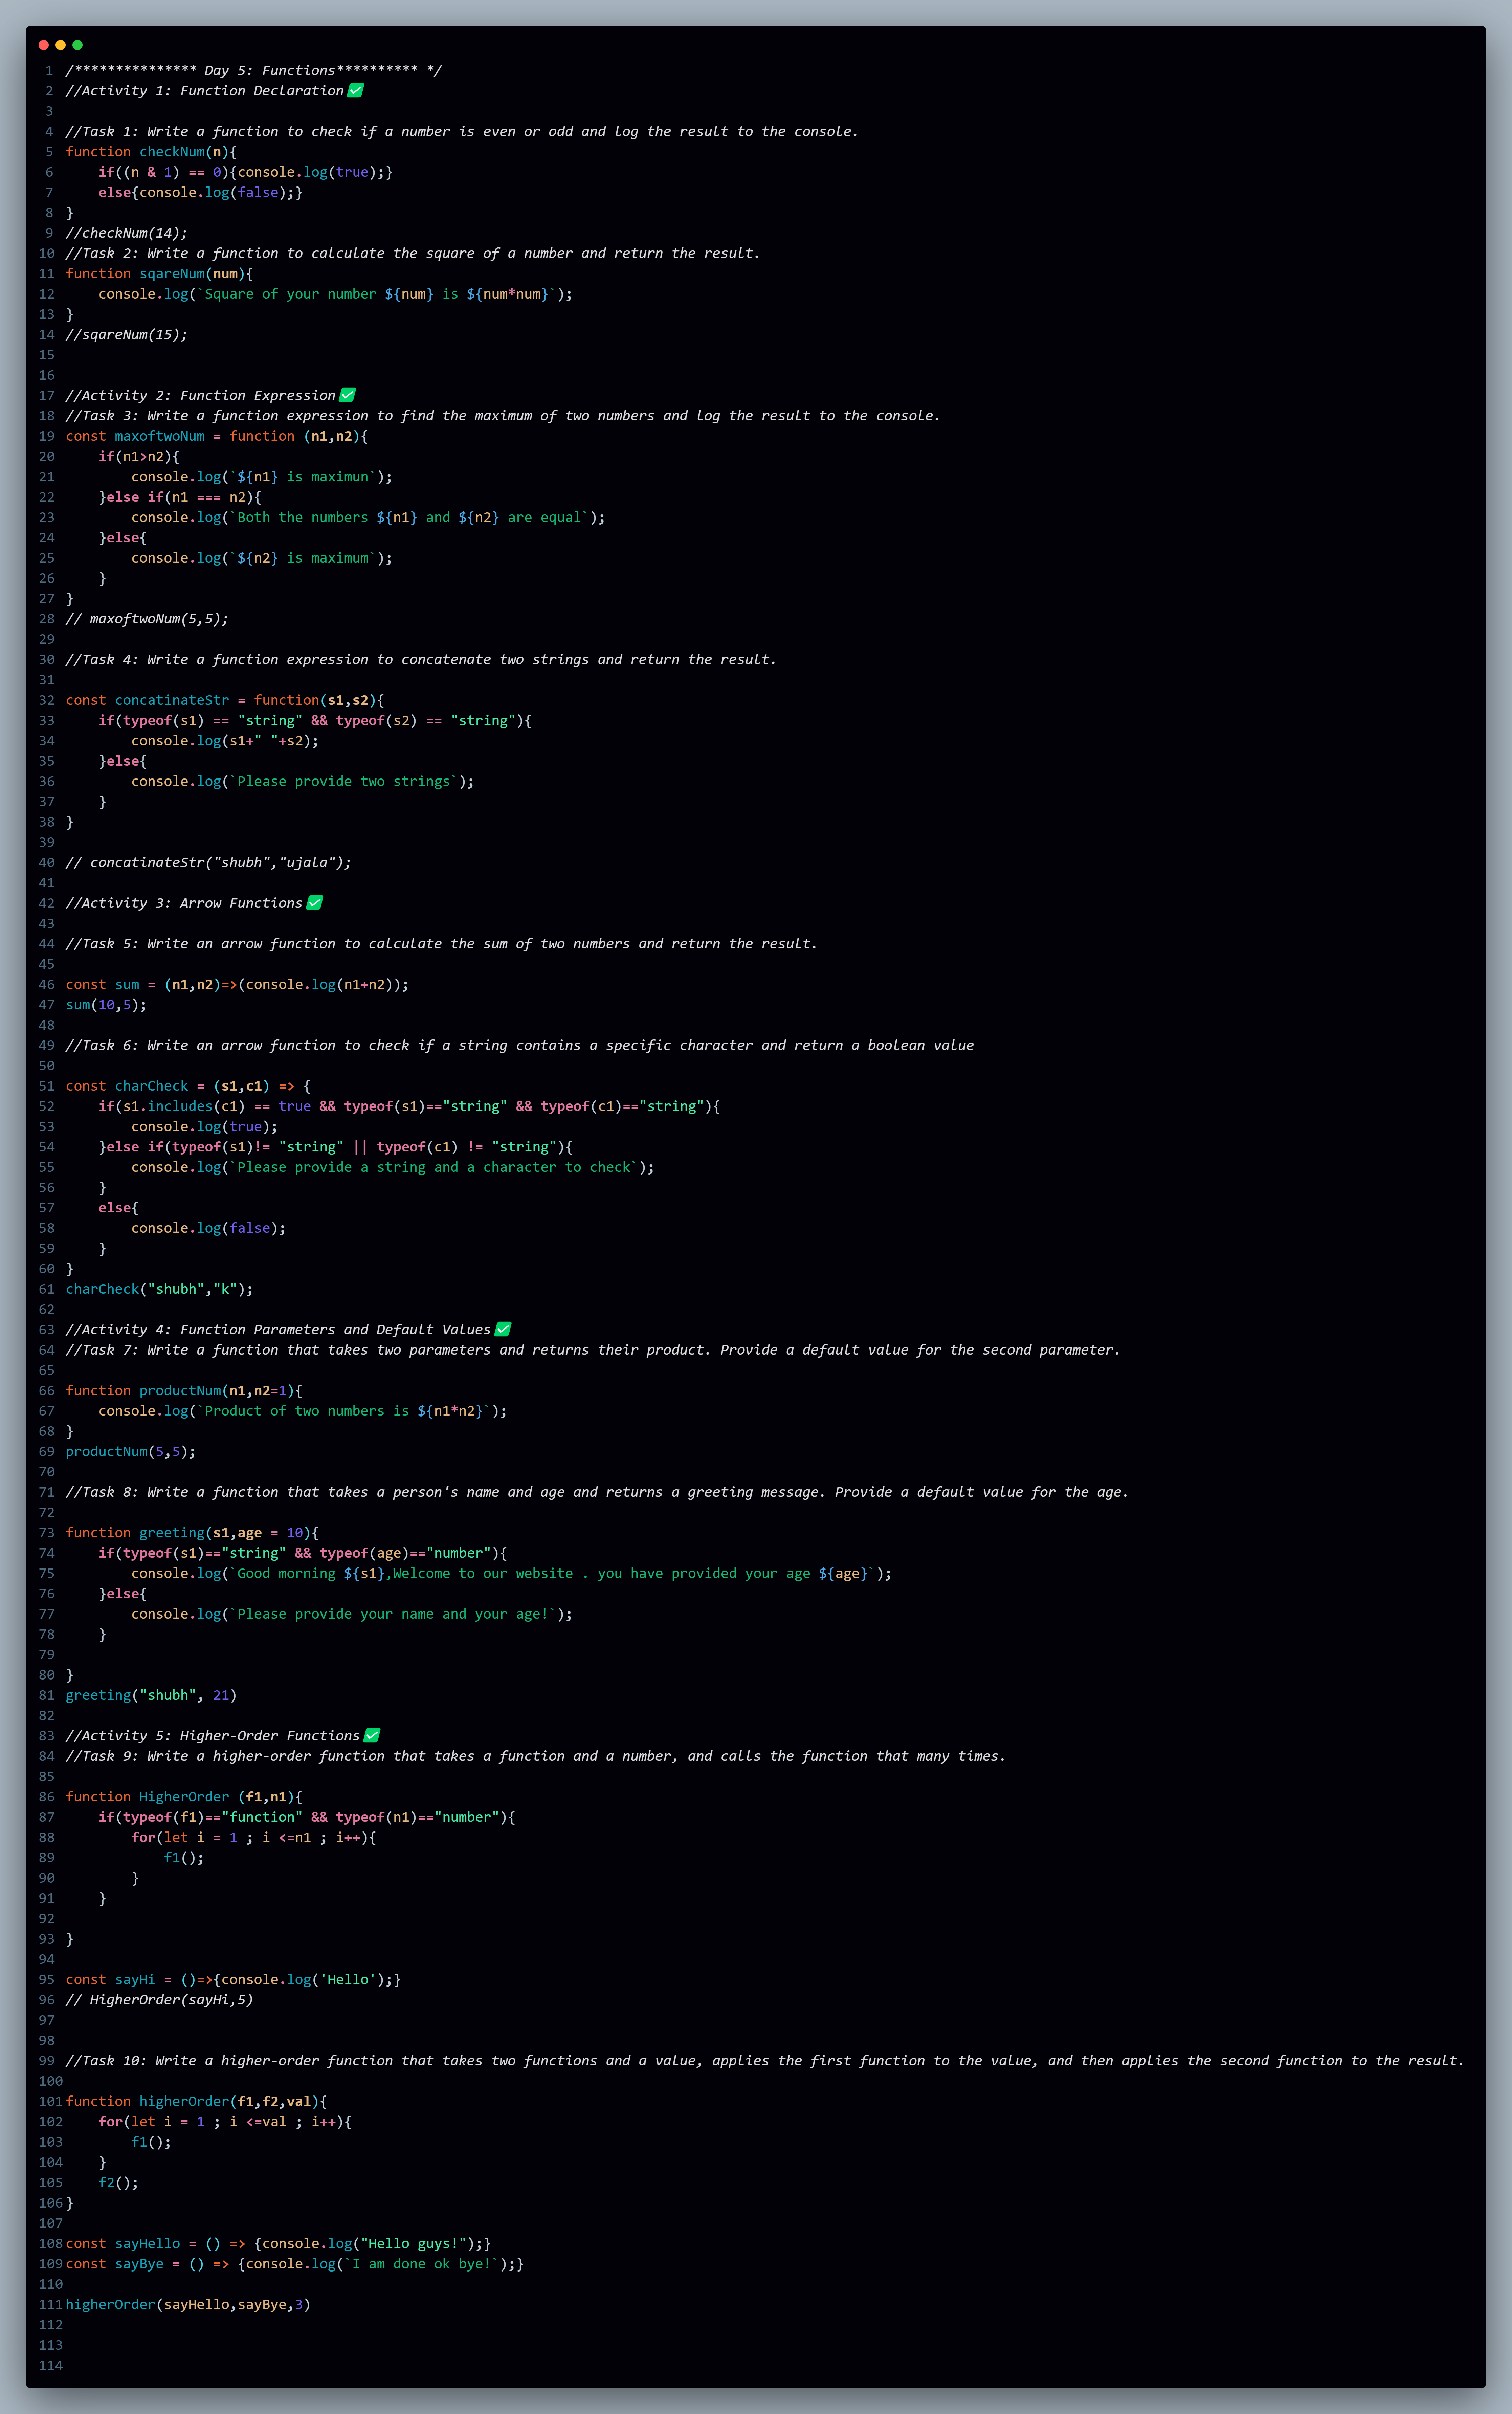 1 /*************** Day 5: Functions********** */
2 //Activity 1: Function Declaration✅
3
4 //Task 1: Write a function to check if a number is even or odd and log the result to the console.
5 function checkNum(n){
6     if((n & 1) == 0){console.log(true);}
7     else{console.log(false);}
8 }
9 //checkNum(14);
10 //Task 2: Write a function to calculate the square of a number and return the result.
11 function sqareNum(num){
12     console.log(`Square of your number ${num} is ${num*num}`);
13 }
14 //sqareNum(15);
15
16
17 //Activity 2: Function Expression✅
18 //Task 3: Write a function expression to find the maximum of two numbers and log the result to the console.
19 const maxoftwoNum = function (n1,n2){
20     if(n1>n2){
21         console.log(`${n1} is maximun`);
22     }else if(n1 === n2){
23         console.log(`Both the numbers ${n1} and ${n2} are equal`);
24     }else{
25         console.log(`${n2} is maximum`);
26     }
27 }
28 // maxoftwoNum(5,5);
29
30 //Task 4: Write a function expression to concatenate two strings and return the result.
31
32 const concatinateStr = function(s1,s2){
33     if(typeof(s1) == "string" && typeof(s2) == "string"){
34         console.log(s1+" "+s2);
35     }else{
36         console.log(`Please provide two strings`);
37     }
38 }
39
40 // concatinateStr("shubh","ujala");
41
42 //Activity 3: Arrow Functions✅
43
44 //Task 5: Write an arrow function to calculate the sum of two numbers and return the result.
45
46 const sum = (n1,n2)=>(console.log(n1+n2));
47 sum(10,5);
48
49 //Task 6: Write an arrow function to check if a string contains a specific character and return a boolean value
50
51 const charCheck = (s1,c1) => {
52     if(s1.includes(c1) == true && typeof(s1)=="string" && typeof(c1)=="string"){
53         console.log(true);
54     }else if(typeof(s1)!= "string" || typeof(c1) != "string"){
55         console.log(`Please provide a string and a character to check`);
56     }
57     else{
58         console.log(false);
59     }
60 }
61 charCheck("shubh","k");
62
63 //Activity 4: Function Parameters and Default Values✅
64 //Task 7: Write a function that takes two parameters and returns their product. Provide a default value for the second parameter.
65
66 function productNum(n1,n2=1){
67     console.log(`Product of two numbers is ${n1*n2}`);
68 }
69 productNum(5,5);
70
71 //Task 8: Write a function that takes a person's name and age and returns a greeting message. Provide a default value for the age.
72
73 function greeting(s1,age = 10){
74     if(typeof(s1)=="string" && typeof(age)=="number"){
75         console.log(`Good morning ${s1},Welcome to our website . you have provided your age ${age}`);
76     }else{
77         console.log(`Please provide your name and your age!`);
78     }
79
80 }
81 greeting("shubh", 21)
82
83 //Activity 5: Higher-Order Functions✅
84 //Task 9: Write a higher-order function that takes a function and a number, and calls the function that many times.
85
86 function HigherOrder (f1,n1){
87     if(typeof(f1)=="function" && typeof(n1)=="number"){
88         for(let i = 1 ; i <=n1 ; i++){
89             f1();
90         }
91     }
92
93 }
94
95 const sayHi = ()=>{console.log('Hello');}
96 // HigherOrder(sayHi,5)
97
98
99 //Task 10: Write a higher-order function that takes two functions and a value, applies the first function to the value, and then applies the second function to the result.
100
101 function higherOrder(f1,f2,val){
102     for(let i = 1 ; i <=val ; i++){
103         f1();
104     }
105     f2();
106 }
107
108 const sayHello = () => {console.log("Hello guys!");}
109 const sayBye = () => {console.log(`I am done ok bye!`);}
110
111 higherOrder(sayHello,sayBye,3)
112
113
114